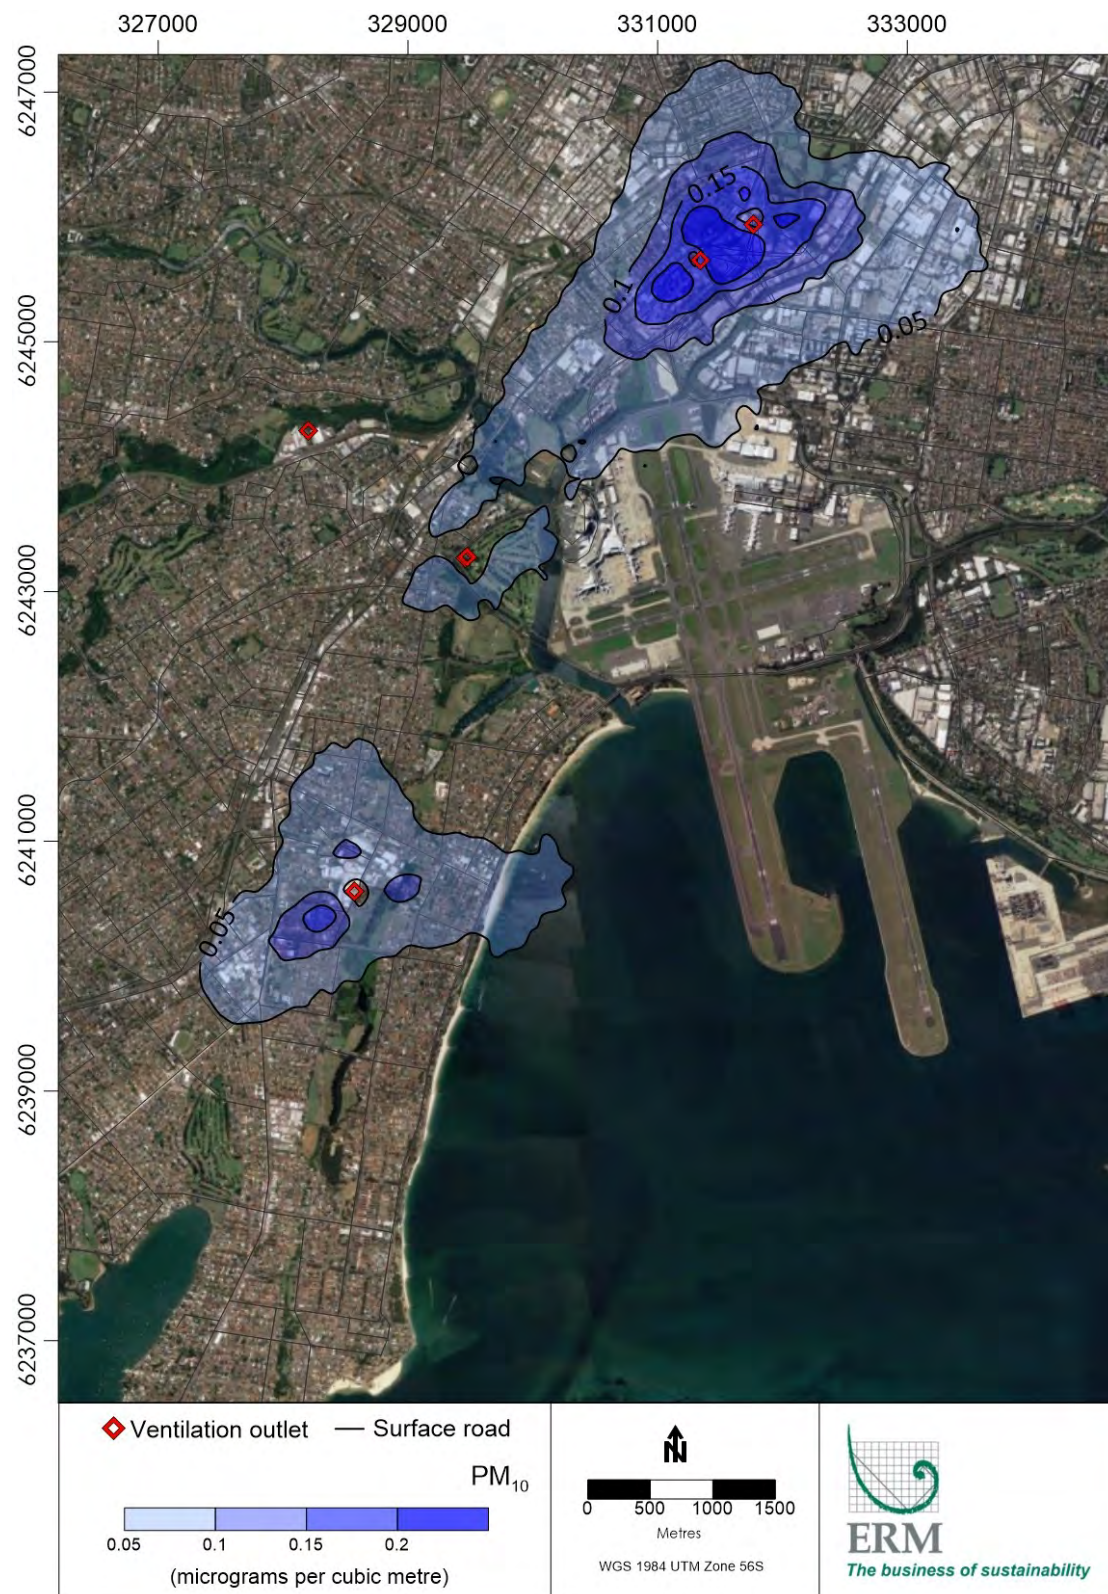 327000 329000 331000 333000
6247000
6245000
6243000
6241000
6239000
6237000
0.15
0.1
0.05
0.05
Ventilation outlet
Surface road
PM10
0.05 0.1 0.15 0.2
(micrograms per cubic metre)
N
0 500 1000 1500
Metres
WGS 1984 UTM Zone 56S
ERM
The business of sustainability